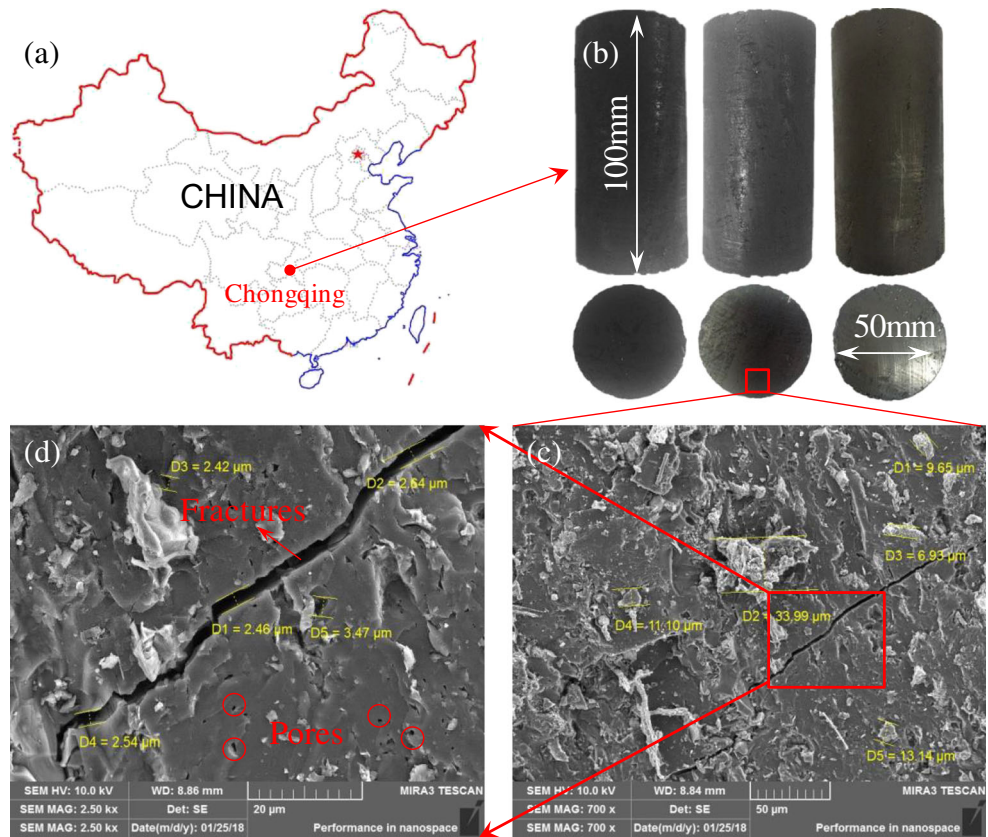 (a)
CHINA
Chongqing
(b)
100mm
50mm
(d)
D3 = 2.42 µm
D2 = 2.64 µm
Fractures
D1 = 2.46 µm
D5 = 3.47 µm
D4 = 2.54 µm
Pores
SEM HV: 10.0 kV WD: 8.86 mm MIRA3 TESCAN
SEM MAG: 2.50 kx Det: SE 20 µm
SEM MAG: 2.50 kx Date(m/d/y): 01/25/18 Performance in nanospace
(c)
D1 = 9.65 µm
D3 = 6.93 µm
D4 = 11.10 µm
D2 = 33.99 µm
D5 = 13.14 µm
SEM HV: 10.0 kV WD: 8.84 mm MIRA3 TESCAN
SEM MAG: 700 x Det: SE 50 µm
SEM MAG: 700 x Date(m/d/y): 01/25/18 Performance in nanospace